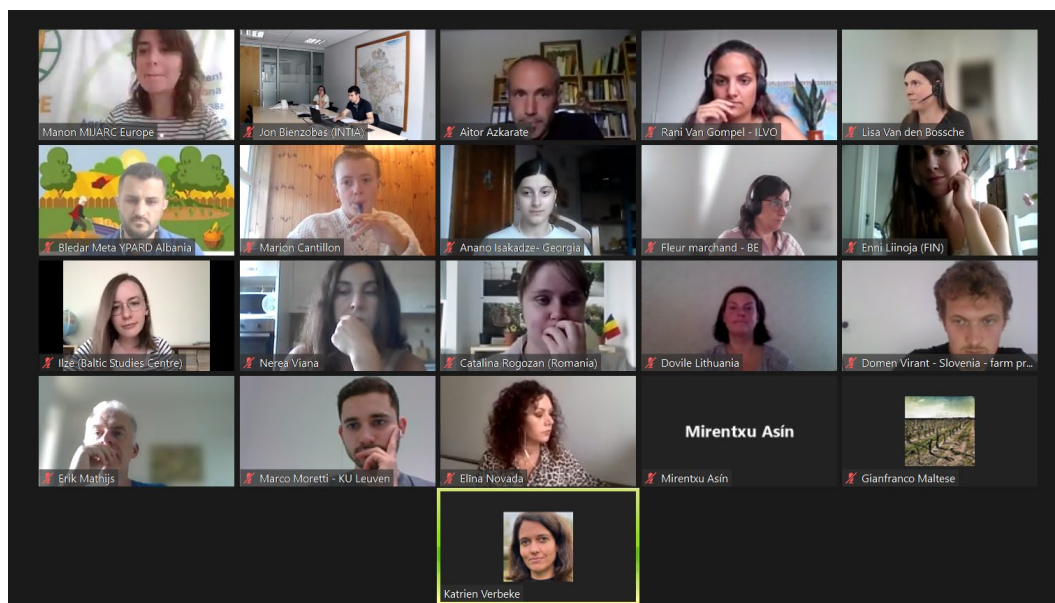 Manon MIJARC Europe
Jon Bienzobas (INTIA)
Aitor Azkarate
Rani Van Gompel - ILVO
Lisa Van den Bossche
Bledar Meta YPARD Albania
Marion Cantillon
Anano Isakadze- Georgia
Fleur marchand - BE
Enni Liinoja (FIN)
Ilze (Baltic Studies Centre)
Nerea Viana
Catalina Rogozan (Romania)
Dovile Lithuania
Domen Virant - Slovenia - farm pr...
Erik Mathijs
Marco Moretti - KU Leuven
Elīna Novada
Mirentxu Asín
Mirentxu Asín
Gianfranco Maltese
Katrien Verbeke